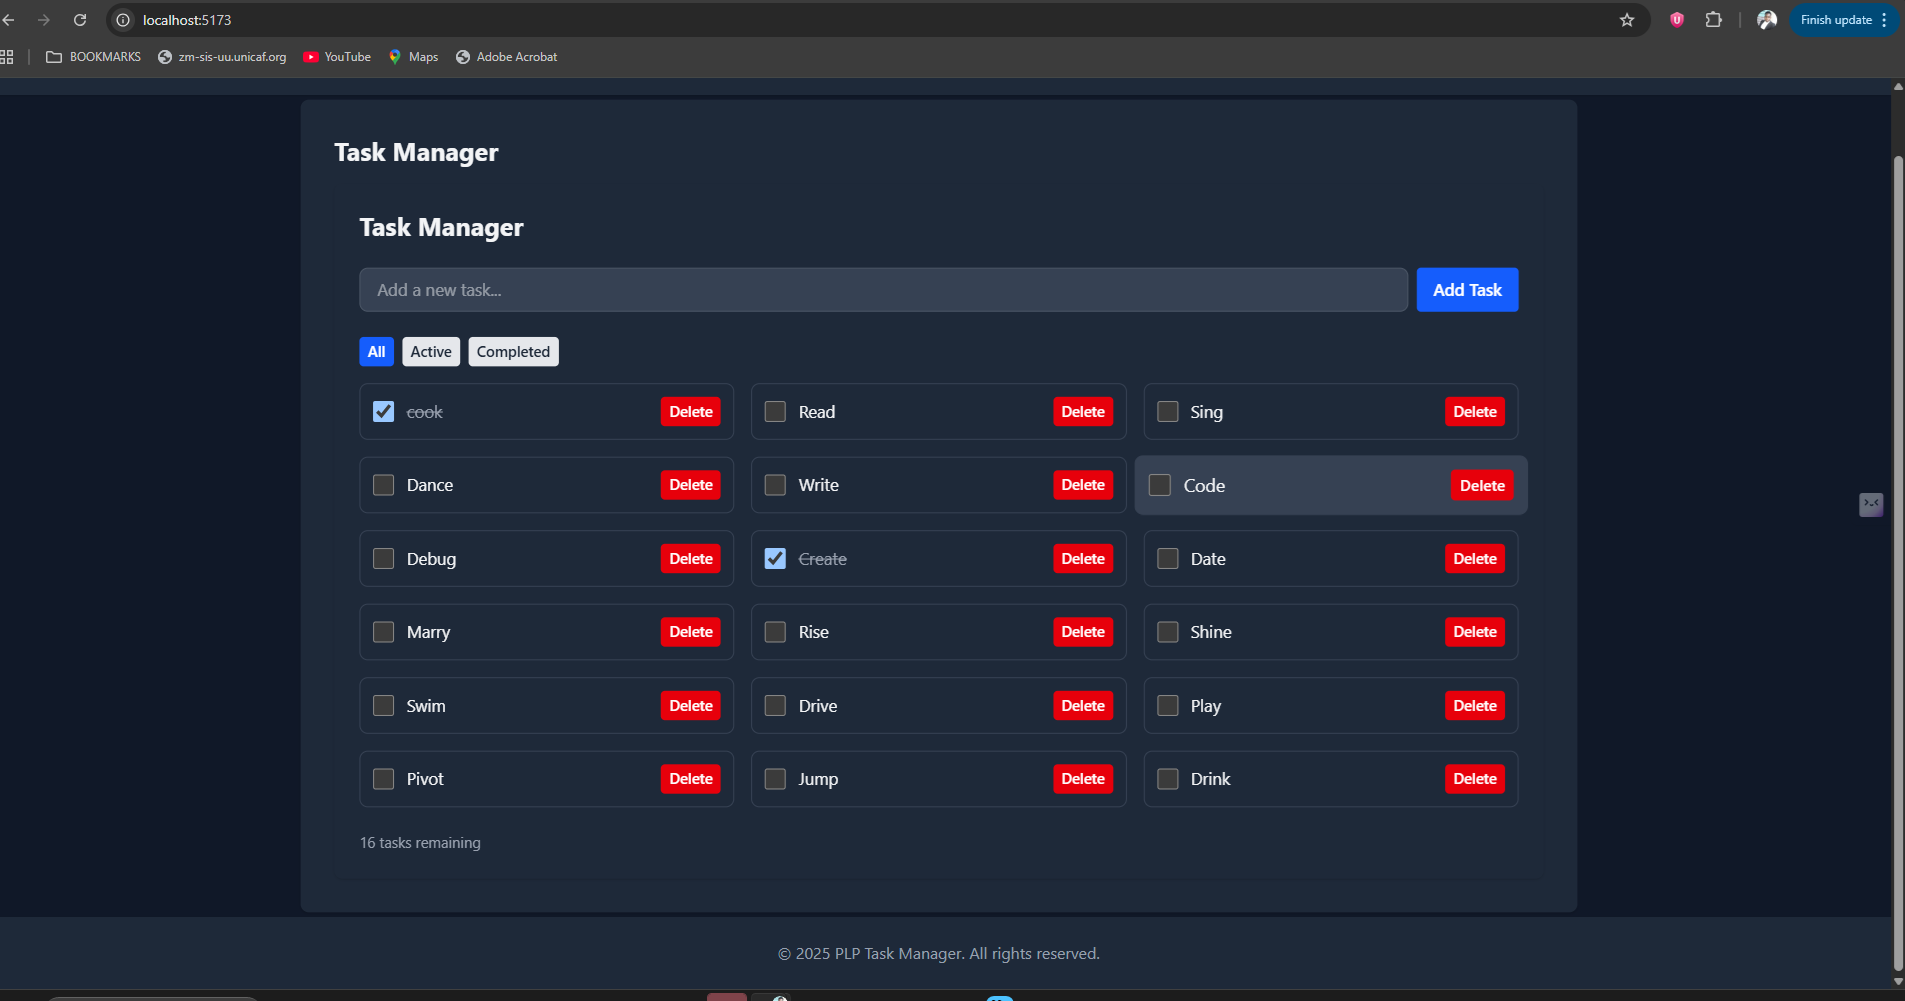 localhost:5173
Finish update
BOOKMARKS zm-sis-uu.unicaf.org YouTube Maps Adobe Acrobat
Task Manager
Task Manager
Add a new task... Add Task
All Active Completed
cook Delete Read Delete Sing Delete
Dance Delete Write Delete Code Delete
Debug Delete Create Delete Date Delete
Marry Delete Rise Delete Shine Delete
Swim Delete Drive Delete Play Delete
Pivot Delete Jump Delete Drink Delete
16 tasks remaining
© 2025 PLP Task Manager. All rights reserved.